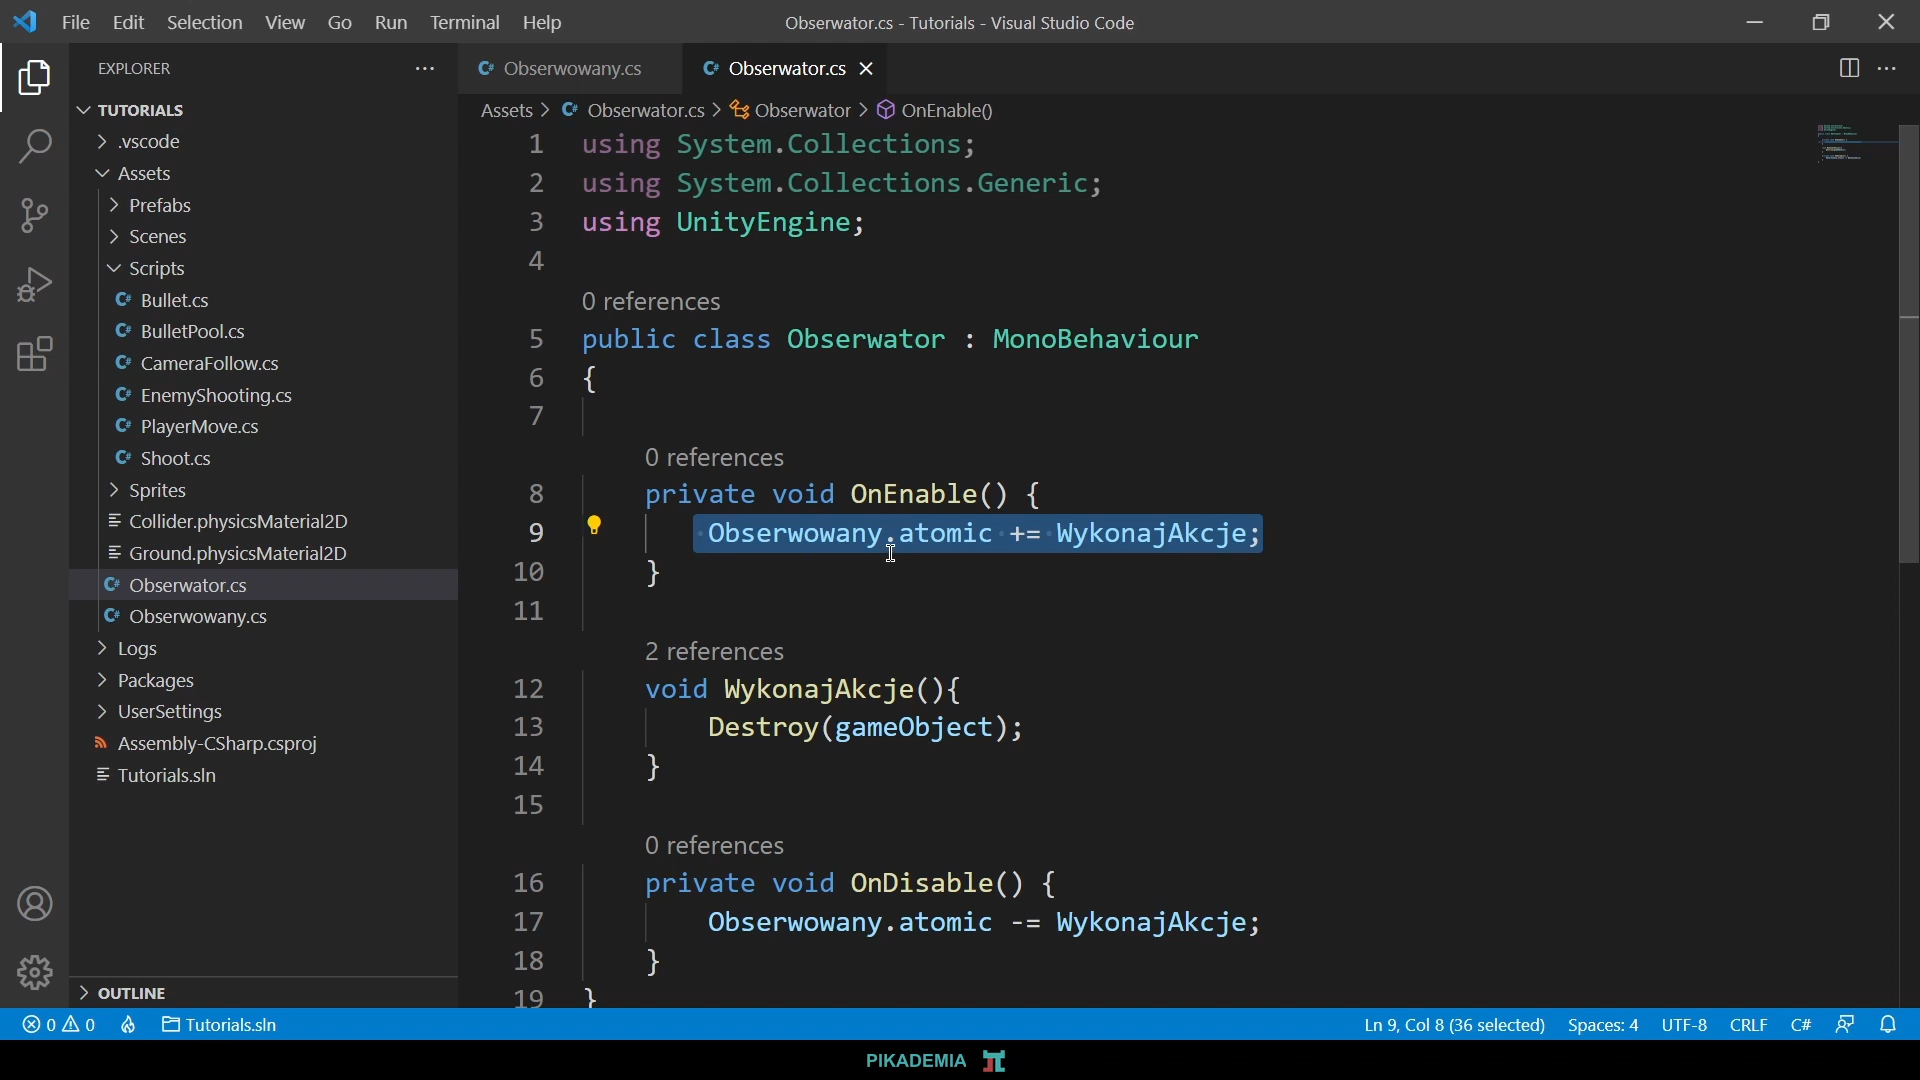 File Edit Selection View Go Run Terminal Help
Obserwator.cs - Tutorials - Visual Studio Code
EXPLORER
TUTORIALS
.vscode
Assets
Prefabs
Scenes
Scripts
Bullet.cs
BulletPool.cs
CameraFollow.cs
EnemyShooting.cs
PlayerMove.cs
Shoot.cs
Sprites
Collider.physicsMaterial2D
Ground.physicsMaterial2D
Obserwator.cs
Obserwowany.cs
Logs
Packages
UserSettings
Assembly-CSharp.csproj
Tutorials.sln
OUTLINE
Obserwowany.cs Obserwator.cs
Assets > Obserwator.cs > Obserwator > OnEnable()
1 using System.Collections;
2 using System.Collections.Generic;
3 using UnityEngine;
4
0 references
5 public class Obserwator : MonoBehaviour
6 {
7
0 references
8 private void OnEnable() {
9 Obserwowany.atomic += WykonajAkcje;
10 }
11
2 references
12 void WykonajAkcje(){
13 Destroy(gameObject);
14 }
15
0 references
16 private void OnDisable() {
17 Obserwowany.atomic -= WykonajAkcje;
18 }
19 }
0 0 Tutorials.sln Ln 9, Col 8 (36 selected) Spaces: 4 UTF-8 CRLF C#
PIKADEMIA